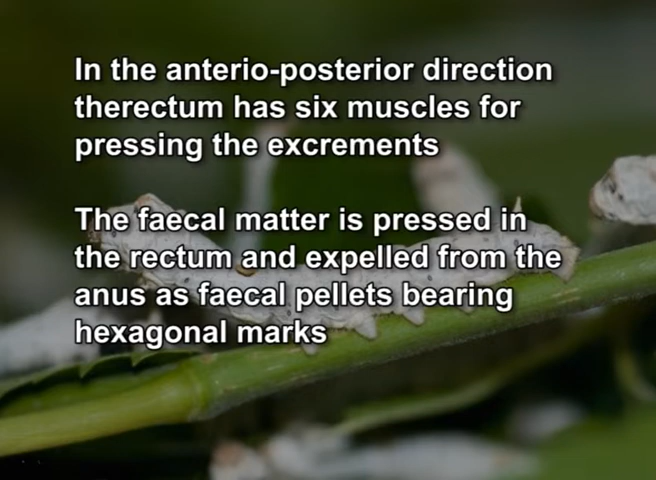 In the anterio-posterior direction
therectum has six muscles for
pressing the excrements
The faecal matter is pressed in
the rectum and expelled from the
anus as faecal pellets bearing
hexagonal marks